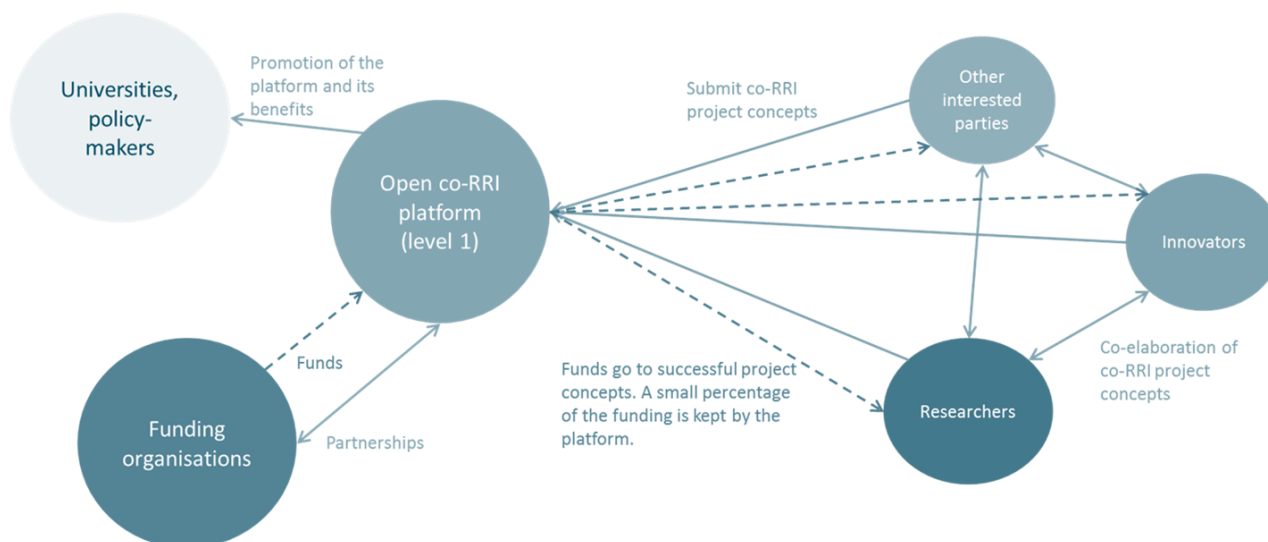 Universities,
policy-
makers
Promotion of the
platform and its
benefits
Open co-RRI
platform
(level 1)
Submit co-RRI
project concepts
Other
interested
parties
Innovators
Funds
Partnerships
Funding
organisations
Funds go to successful project
concepts. A small percentage
of the funding is kept by the
platform.
Researchers
Co-elaboration of
co-RRI project
concepts